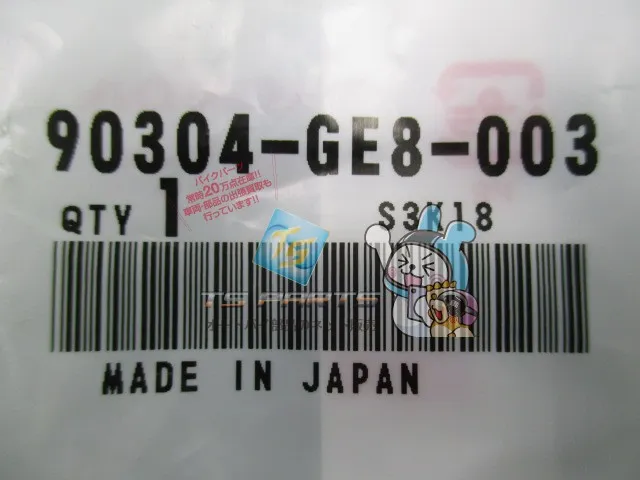 90304-GE8-003
バイクパーツ
常時20万点在庫!!
車両・部品の出張買取も
行っています!!
QTY 1 S3K18
TS
TS PARTS
MADE IN JAPAN